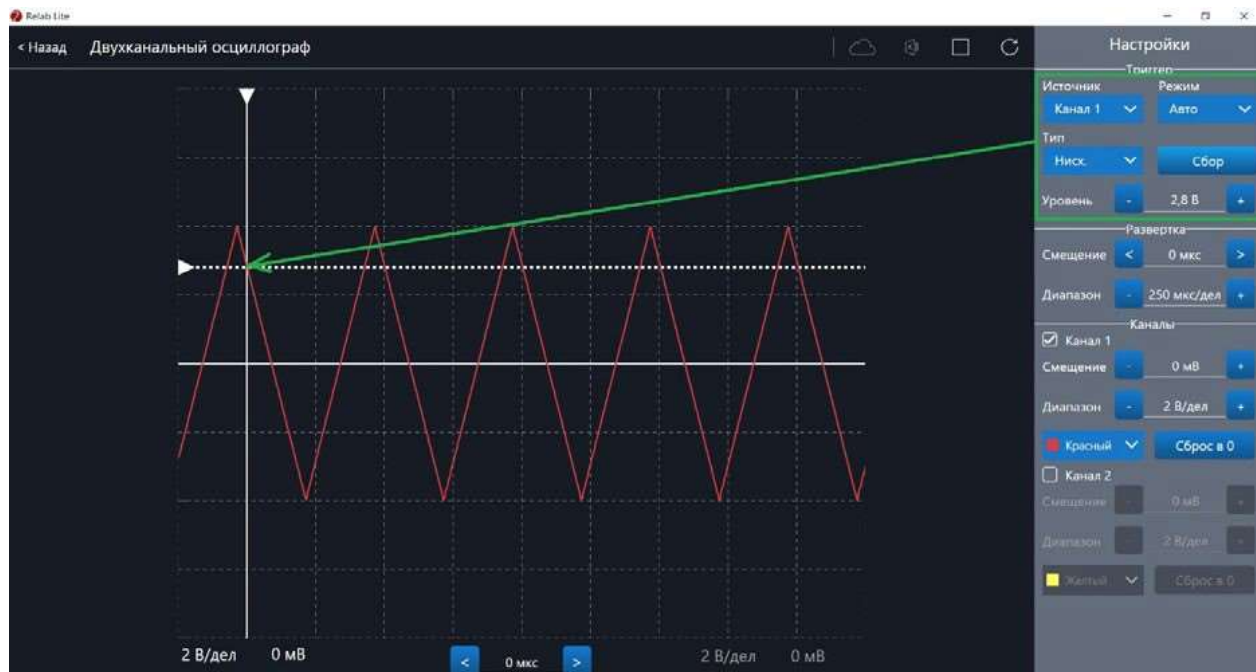 Relab Lite
< Назад Двухканальный осциллограф
Настройки
Триггер
Источник Режим
Канал 1 Авто
Тип
Нисх. Сбор
Уровень - 2,8 В +
Развертка
Смещение < 0 мкс >
Диапазон - 250 мкс/дел +
Каналы
Канал 1
Смещение - 0 мВ +
Диапазон - 2 В/дел +
Красный Сброс в 0
Канал 2
Смещение - 0 мВ +
Диапазон - 2 В/дел +
Желтый Сброс в 0
2 В/дел 0 мВ < 0 мкс > 2 В/дел 0 мВ